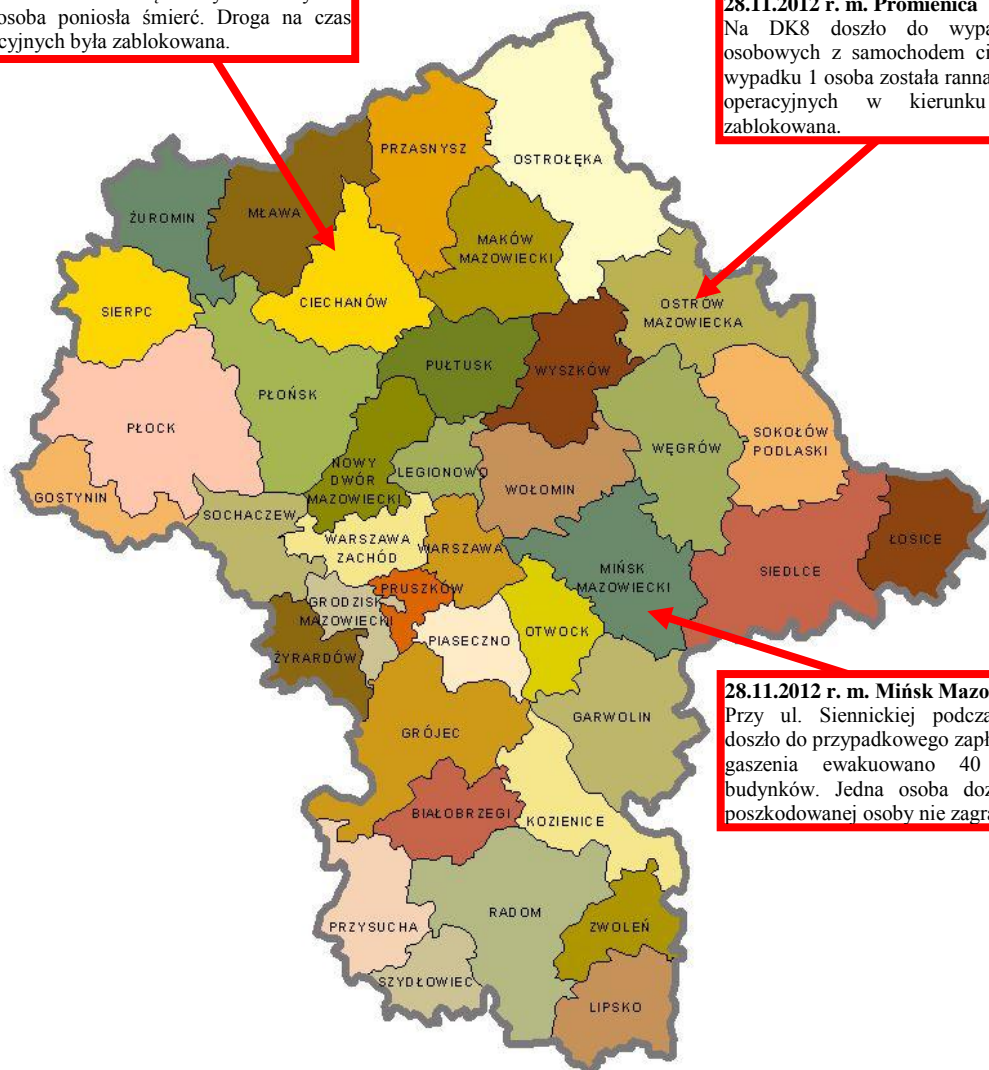 osoba poniosła śmierć. Droga na czas
cyjnych była zablokowana.
28.11.2012 r. m. Promienica
Na DK8 doszło do wypa
osobowych z samochodem ci
wypadku 1 osoba została ranna
operacyjnych w kierunku
zablokowana.
PRZASNYSZ
OSTROŁĘKA
ŻUROMIN
MŁAWA
MAKÓW
MAZOWIECKI
SIERPC
CIECHANÓW
OSTRÓW
MAZOWIECKA
PŁOCK
PŁOŃSK
PUŁTUSK
WYSZKÓW
WĘGRÓW
SOKOŁÓW
PODLASKI
GOSTYNIN
NOWY
DWÓR
MAZOWIECKI
LEGIONOWO
WOŁOMIN
SOCHACZEW
WARSZAWA
ZACHÓD
WARSZAWA
MIŃSK
MAZOWIECKI
SIEDLCE
ŁOSICE
GRODZISK
MAZOWIECKI
PRUSZKÓW
PIASECZNO
OTWOCK
ŻYRARDÓW
GRÓJEC
GARWOLIN
28.11.2012 r. m. Mińsk Mazo
Przy ul. Siennickiej podcza
doszło do przypadkowego zapł
gaszenia ewakuowano 40
budynków. Jedna osoba doz
poszkodowanej osoby nie zagra
BIAŁOBRZEGI
KOZIENICE
PRZYSUCHA
RADOM
ZWOLEŃ
SZYDŁOWIEC
LIPSKO